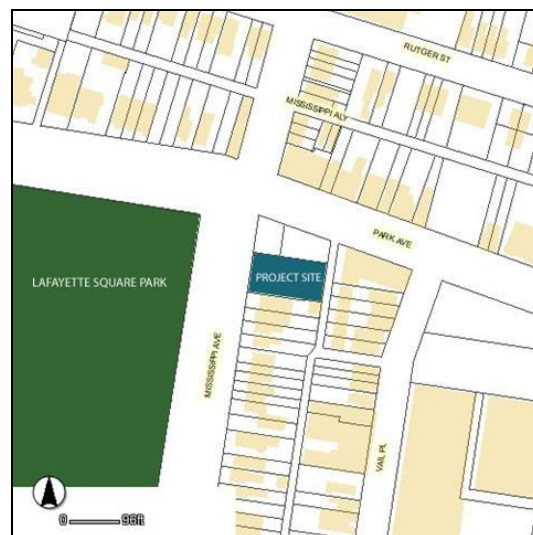 RUTGER ST
MISSISSIPPI ALY
PARK AVE
LAFAYETTE SQUARE PARK
PROJECT SITE
MISSISSIPPI AVE
VAIL PL
0 96ft